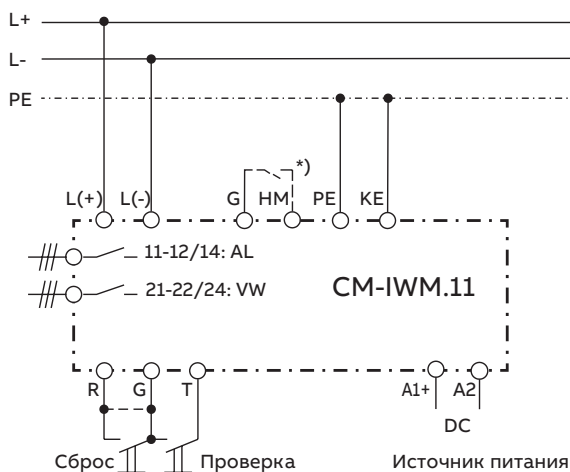 L+
L-
PE
*)
L(+) L(-) G HM PE KE
11-12/14: AL
21-22/24: VW
CM-IWM.11
R G T A1+ A2
DC
Сброс Проверка Источник питания